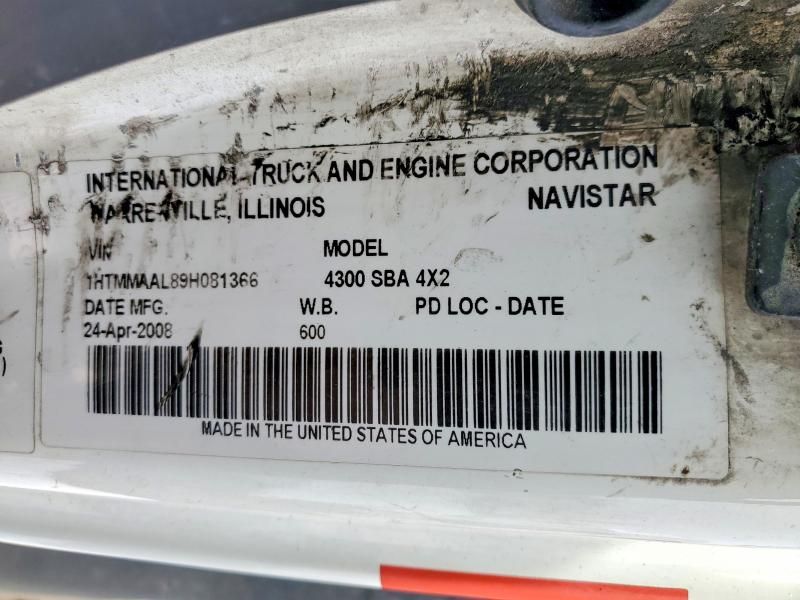 INTERNATIONAL TRUCK AND ENGINE CORPORATION
WARRENVILLE, ILLINOIS NAVISTAR
VIN MODEL
1HTMMAAL89H081366 4300 SBA 4X2
DATE MFG. W.B. PD LOC - DATE
24-Apr-2008 600
MADE IN THE UNITED STATES OF AMERICA
)